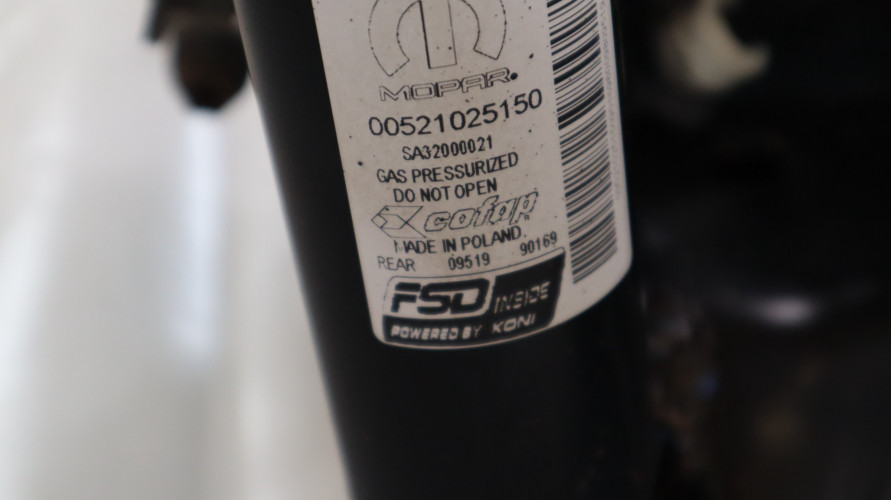 MOPAR
00521025150
SA32000021
GAS PRESSURIZED
DO NOT OPEN
cofap
MADE IN POLAND.
REAR 09519 90169
FSD INSIDE
POWERED BY KONI